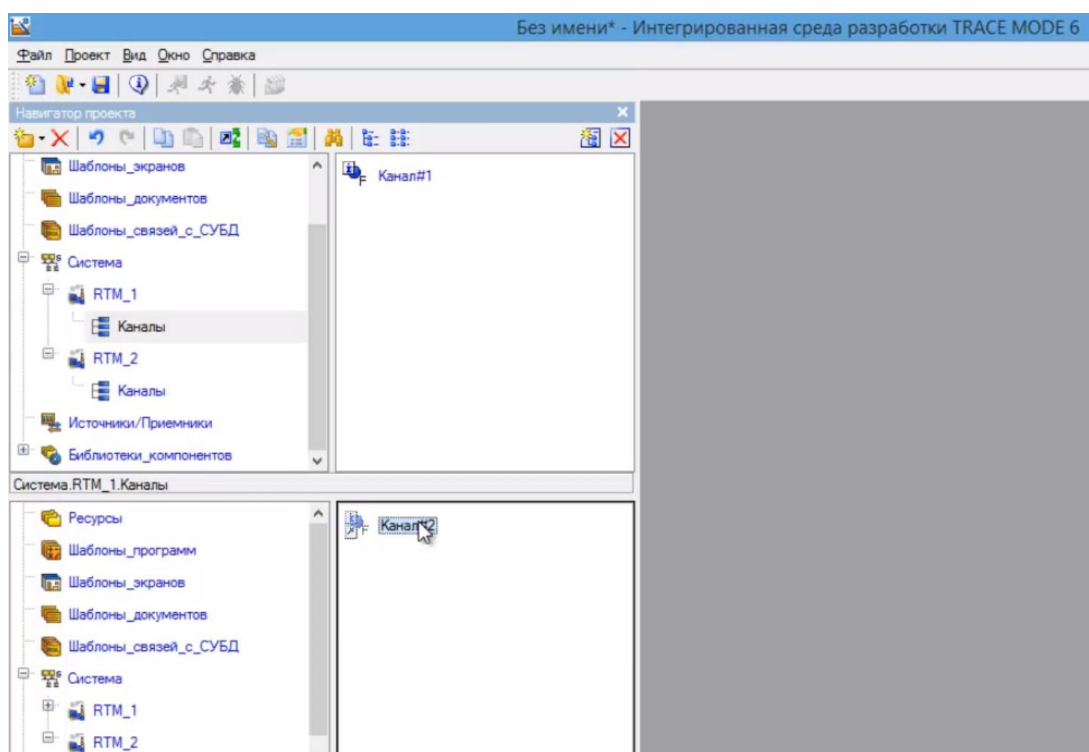 Без имени* - Интегрированная среда разработки TRACE MODE 6
Файл Проект Вид Окно Справка
Навигатор проекта
Шаблоны_экранов
Шаблоны_документов
Шаблоны_связей_с_СУБД
Система
RTM_1
Каналы
RTM_2
Каналы
Источники/Приемники
Библиотеки_компонентов
Канал#1
Система.RTM_1.Каналы
Ресурсы
Шаблоны_программ
Шаблоны_экранов
Шаблоны_документов
Шаблоны_связей_с_СУБД
Система
RTM_1
RTM_2
Канал#2